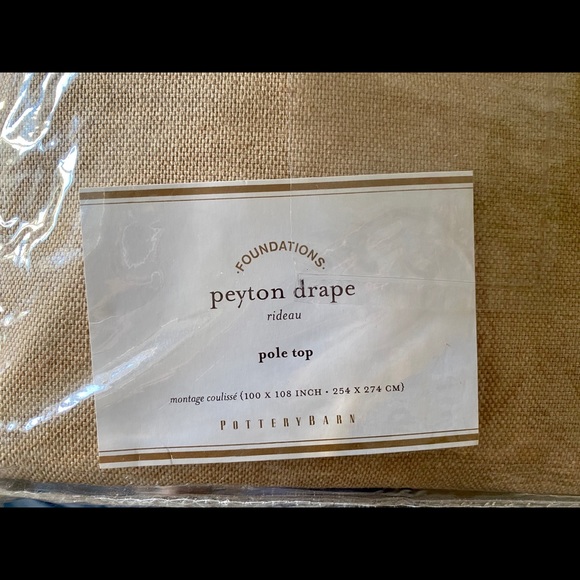 ·FOUNDATIONS·
peyton drape
rideau
pole top
montage coulissé (100 X 108 INCH · 254 X 274 CM)
POTTERYBARN